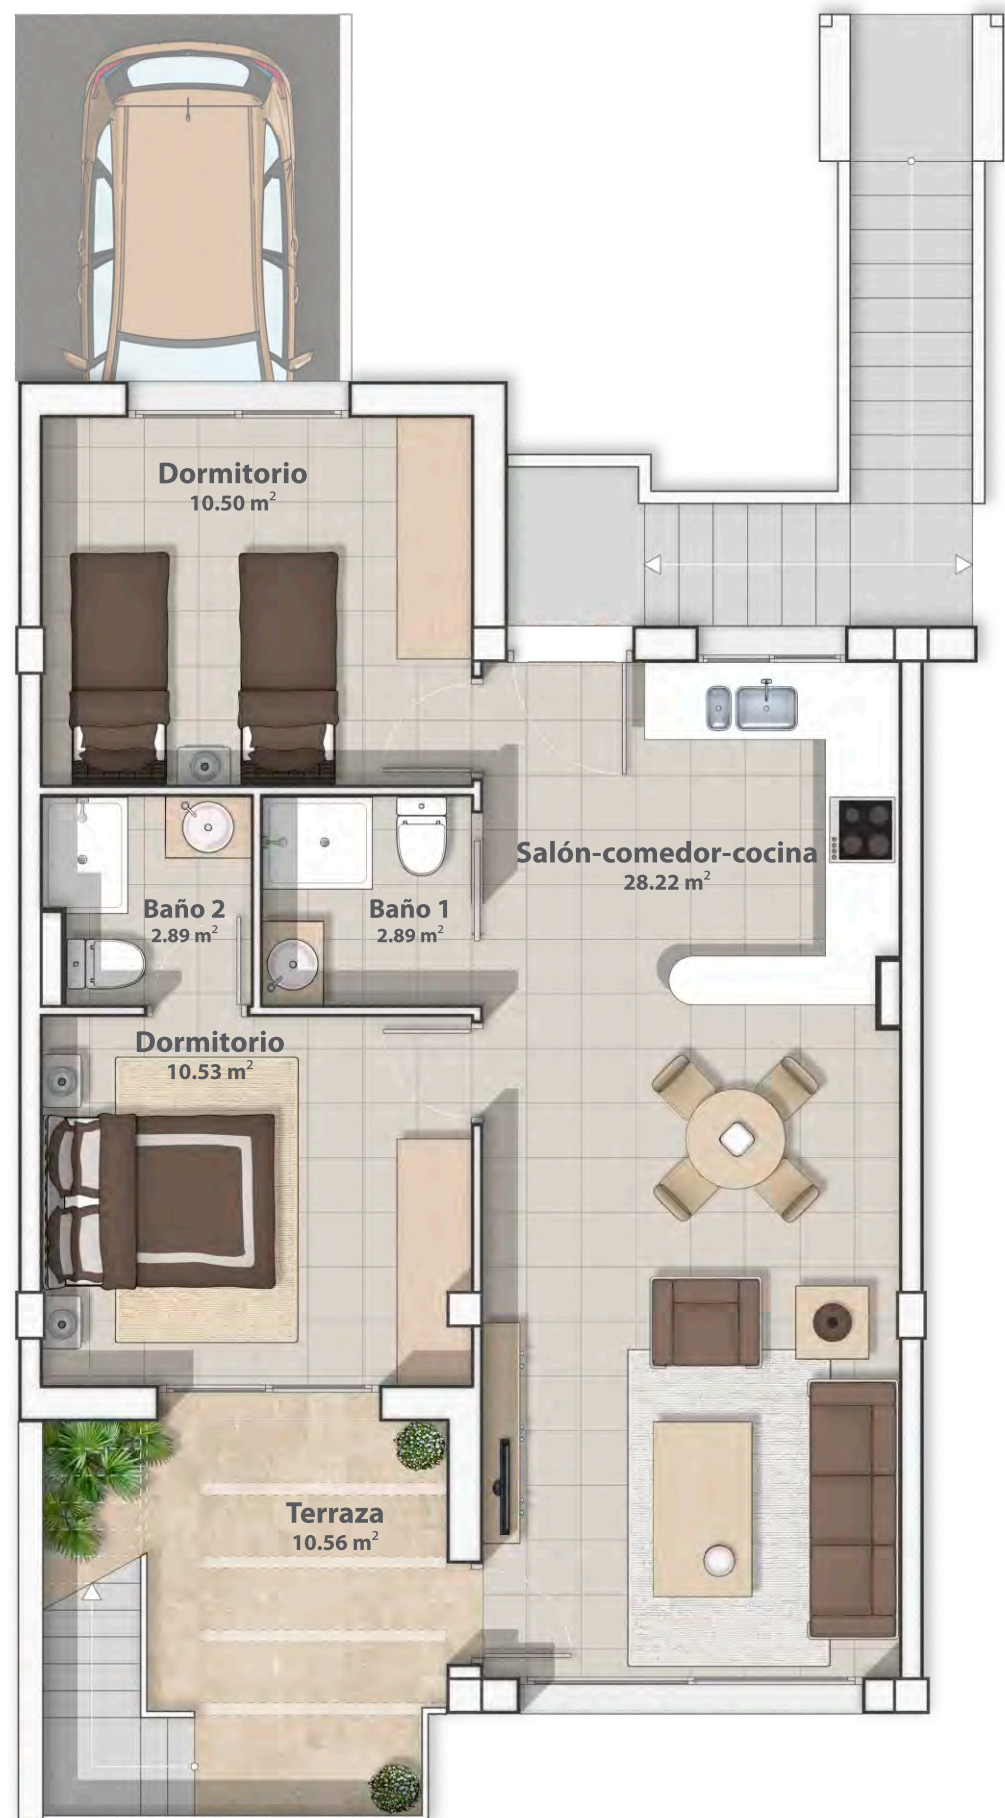 Dormitorio
10.50 m²
Salón-comedor-cocina
28.22 m²
Baño 2
2.89 m²
Baño 1
2.89 m²
Dormitorio
10.53 m²
Terraza
10.56 m²